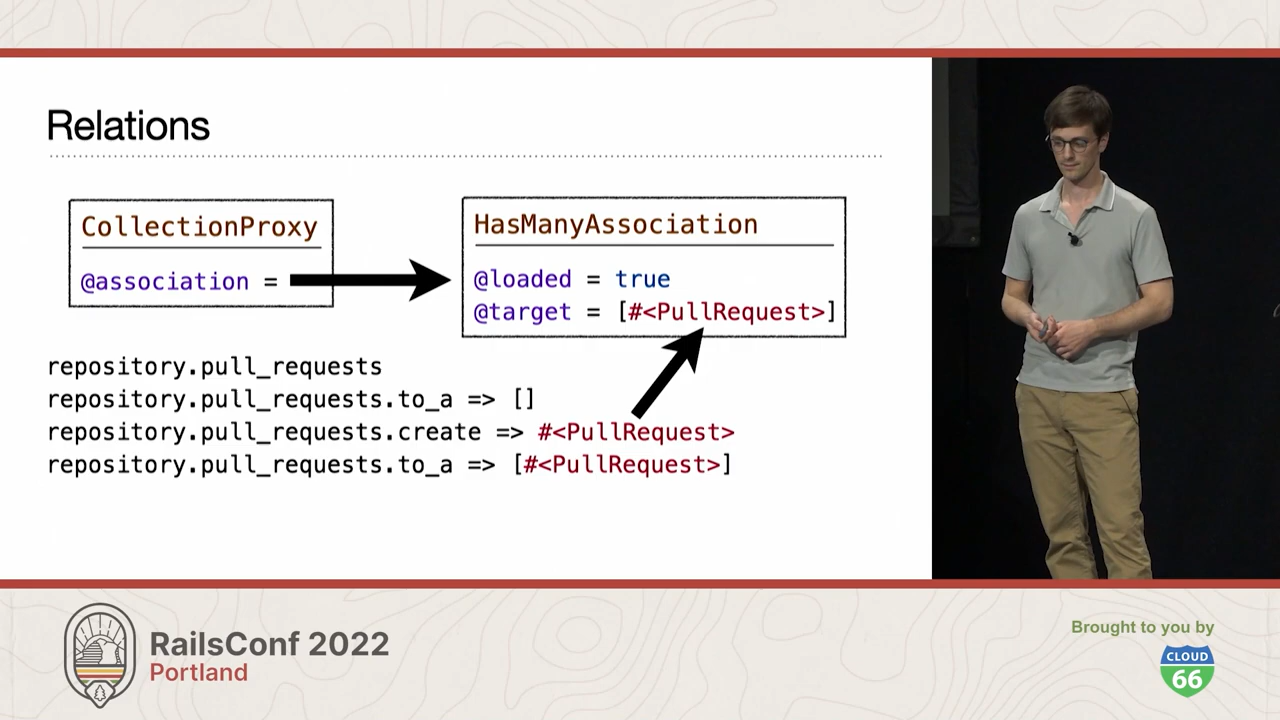 Relations
CollectionProxy
@association =
HasManyAssociation
@loaded = true
@target = [#<PullRequest>]
repository.pull_requests
repository.pull_requests.to_a => []
repository.pull_requests.create => #<PullRequest>
repository.pull_requests.to_a => [#<PullRequest>]
RailsConf 2022
Portland
Brought to you by
CLOUD
66